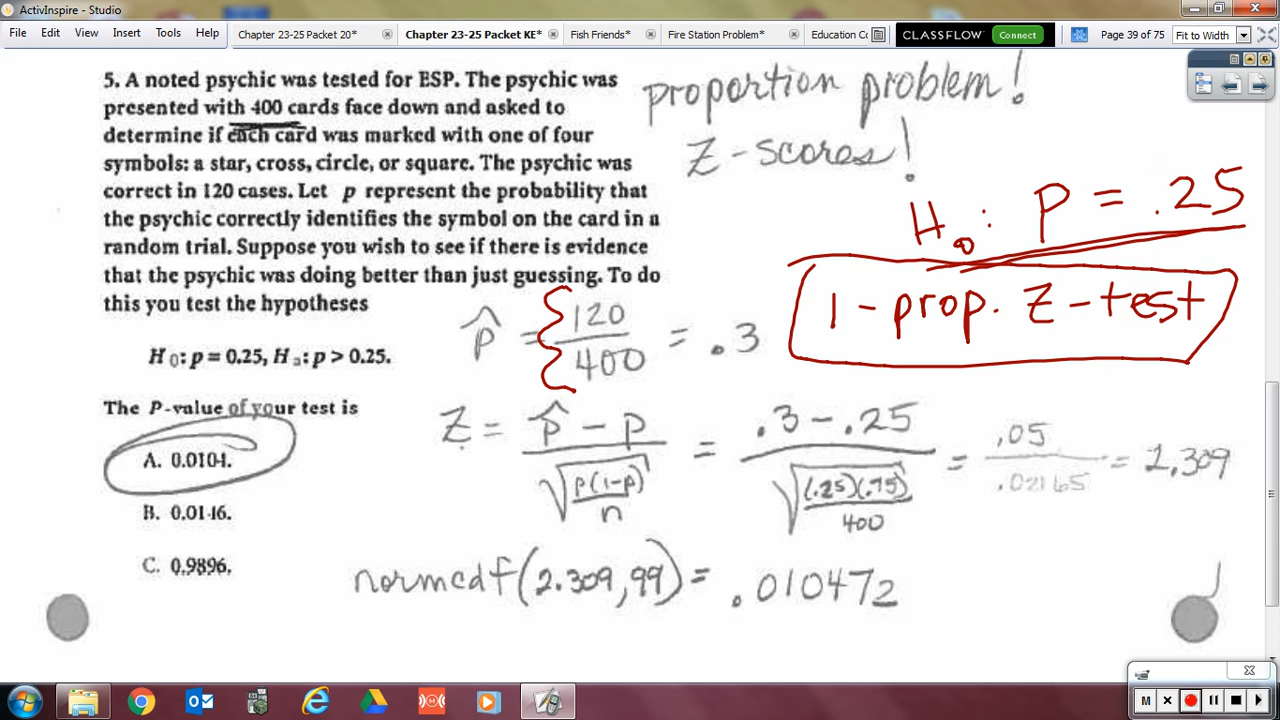 ActivInspire - Studio
File Edit View Insert Tools Help Chapter 23-25 Packet 20* Chapter 23-25 Packet KE* Fish Friends* Fire Station Problem* Education Co CLASSFLOW Connect Page 39 of 75 Fit to Width
5. A noted psychic was tested for ESP. The psychic was
presented with 400 cards face down and asked to
determine if each card was marked with one of four
symbols: a star, cross, circle, or square. The psychic was
correct in 120 cases. Let p represent the probability that
the psychic correctly identifies the symbol on the card in a
random trial. Suppose you wish to see if there is evidence
that the psychic was doing better than just guessing. To do
this you test the hypotheses
proportion problem!
Z-scores!
H₀: P = .25
1-prop. Z-test
p̂ = 120/400 = .3
H₀: p = 0.25, Hₐ: p > 0.25.
The P-value of your test is
Z = p̂ - p / √p(1-p)/n = .3 - .25 / √(.25)(.75)/400 = .05/.02165 = 2.309
A. 0.0104.
B. 0.0146.
C. 0.9896.
normcdf(2.309, 99) = .010472
M